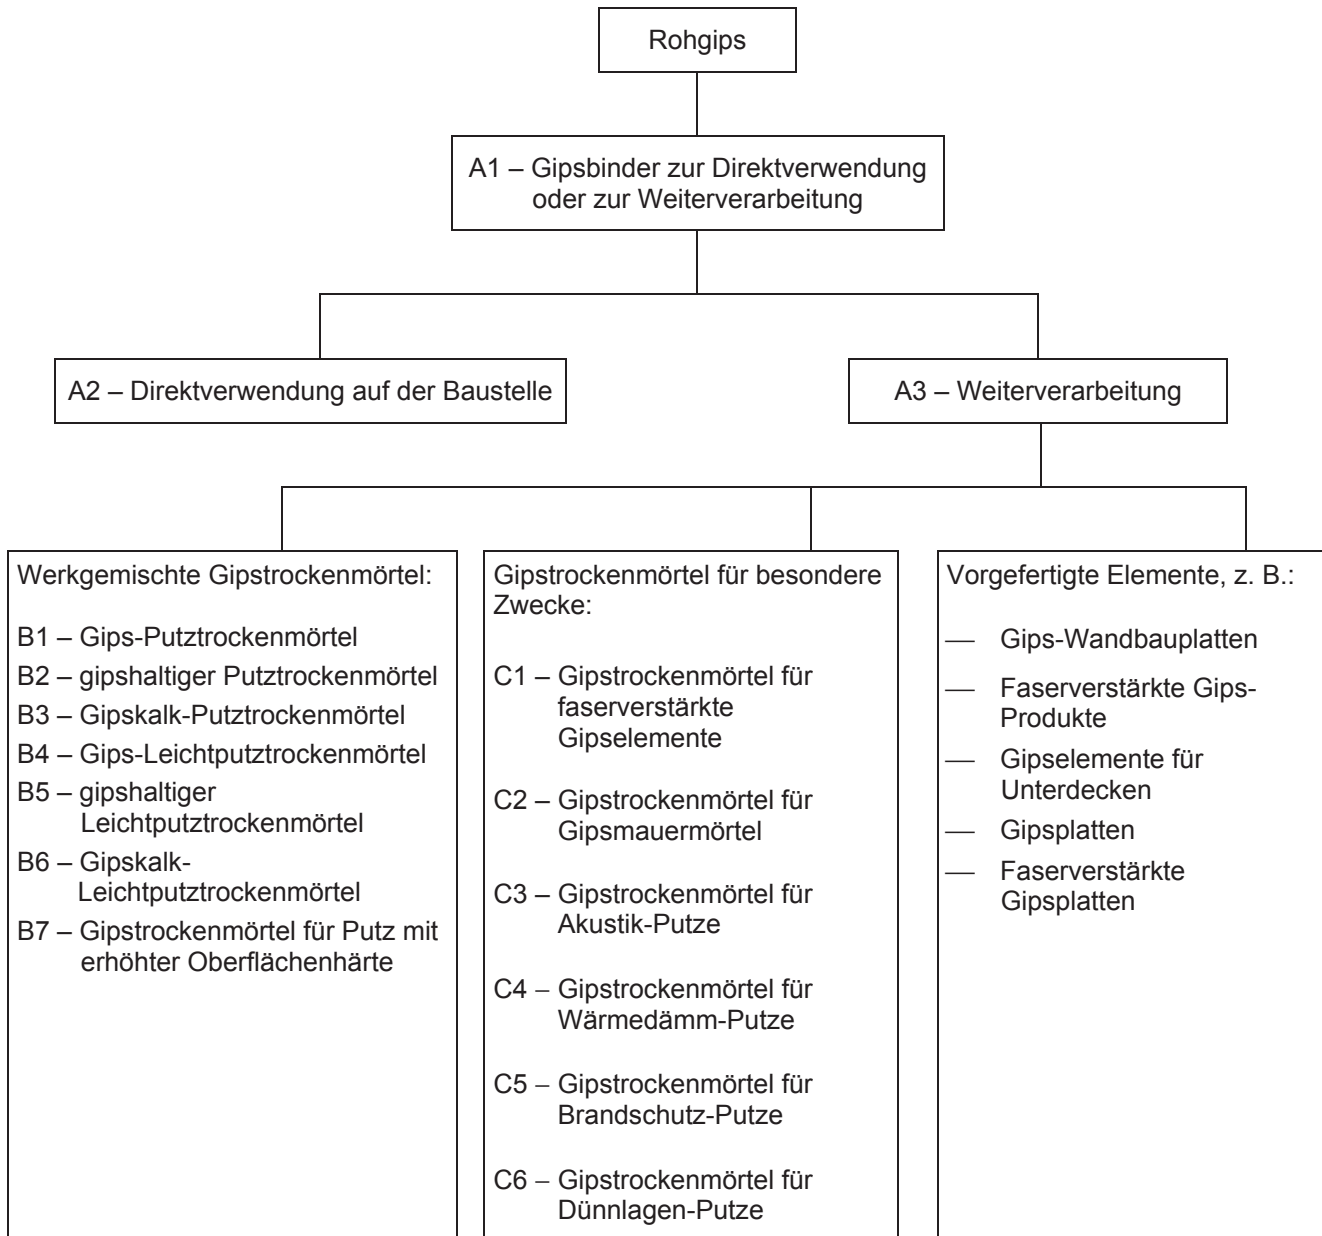 Rohgips
A1 – Gipsbinder zur Direktverwendung
oder zur Weiterverarbeitung
A2 – Direktverwendung auf der Baustelle
A3 – Weiterverarbeitung
Werkgemischte Gipstrockenmörtel:
B1 – Gips-Putztrockenmörtel
B2 – gipshaltiger Putztrockenmörtel
B3 – Gipskalk-Putztrockenmörtel
B4 – Gips-Leichtputztrockenmörtel
B5 – gipshaltiger
Leichtputztrockenmörtel
B6 – Gipskalk-
Leichtputztrockenmörtel
B7 – Gipstrockenmörtel für Putz mit
erhöhter Oberflächenhärte
Gipstrockenmörtel für besondere
Zwecke:
C1 – Gipstrockenmörtel für
faserverstärkte
Gipselemente
C2 – Gipstrockenmörtel für
Gipsmauermörtel
C3 – Gipstrockenmörtel für
Akustik-Putze
C4 – Gipstrockenmörtel für
Wärmedämm-Putze
C5 – Gipstrockenmörtel für
Brandschutz-Putze
C6 – Gipstrockenmörtel für
Dünnlagen-Putze
Vorgefertigte Elemente, z. B.:
— Gips-Wandbauplatten
— Faserverstärkte Gips-
Produkte
— Gipselemente für
Unterdecken
— Gipsplatten
— Faserverstärkte
Gipsplatten